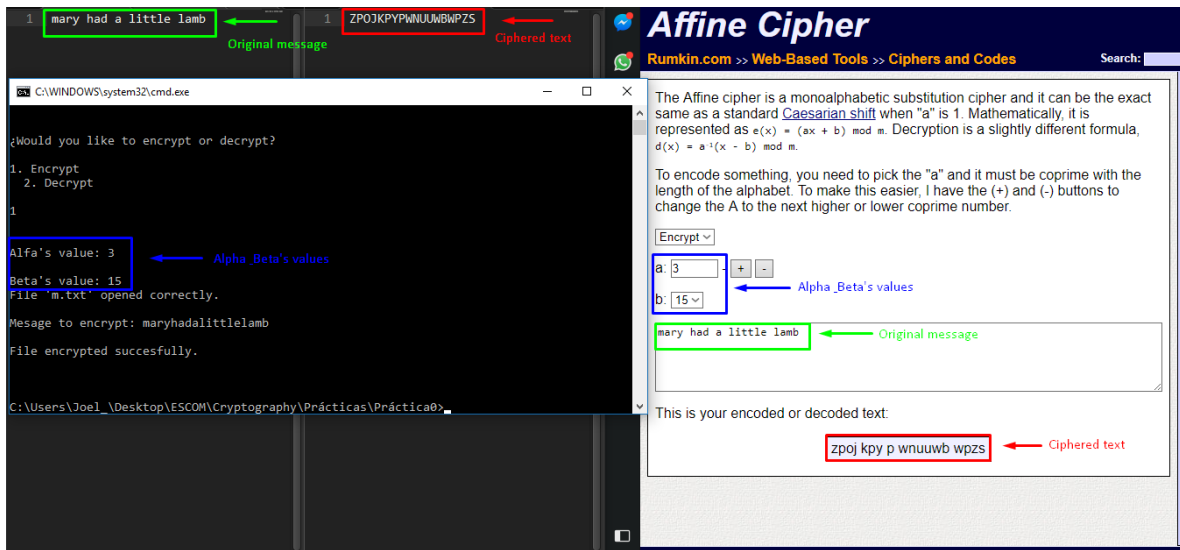 1 mary had a little lamb
Original message
1 ZPOJKPYPWNUUWBWPZS
Ciphered text
C:\WINDOWS\system32\cmd.exe
¿Would you like to encrypt or decrypt?
1. Encrypt
2. Decrypt
1
Alfa's value: 3
Alpha_Beta's values
Beta's value: 15
File 'm.txt' opened correctly.
Mesage to encrypt: maryhadalittlelamb
File encrypted succesfully.
C:\Users\Joel_\Desktop\ESCOM\Cryptography\Prácticas\Práctica0>
Affine Cipher
Rumkin.com >> Web-Based Tools >> Ciphers and Codes
Search:
The Affine cipher is a monoalphabetic substitution cipher and it can be the exact
same as a standard Caesarian shift when "a" is 1. Mathematically, it is
represented as e(x) = (ax + b) mod m. Decryption is a slightly different formula,
d(x) = a⁻¹(x - b) mod m.
To encode something, you need to pick the "a" and it must be coprime with the
length of the alphabet. To make this easier, I have the (+) and (-) buttons to
change the A to the next higher or lower coprime number.
Encrypt
a: 3 - + -
Alpha_Beta's values
b: 15
mary had a little lamb
Original message
This is your encoded or decoded text:
zpoj kpy p wnuuwb wpzs
Ciphered text